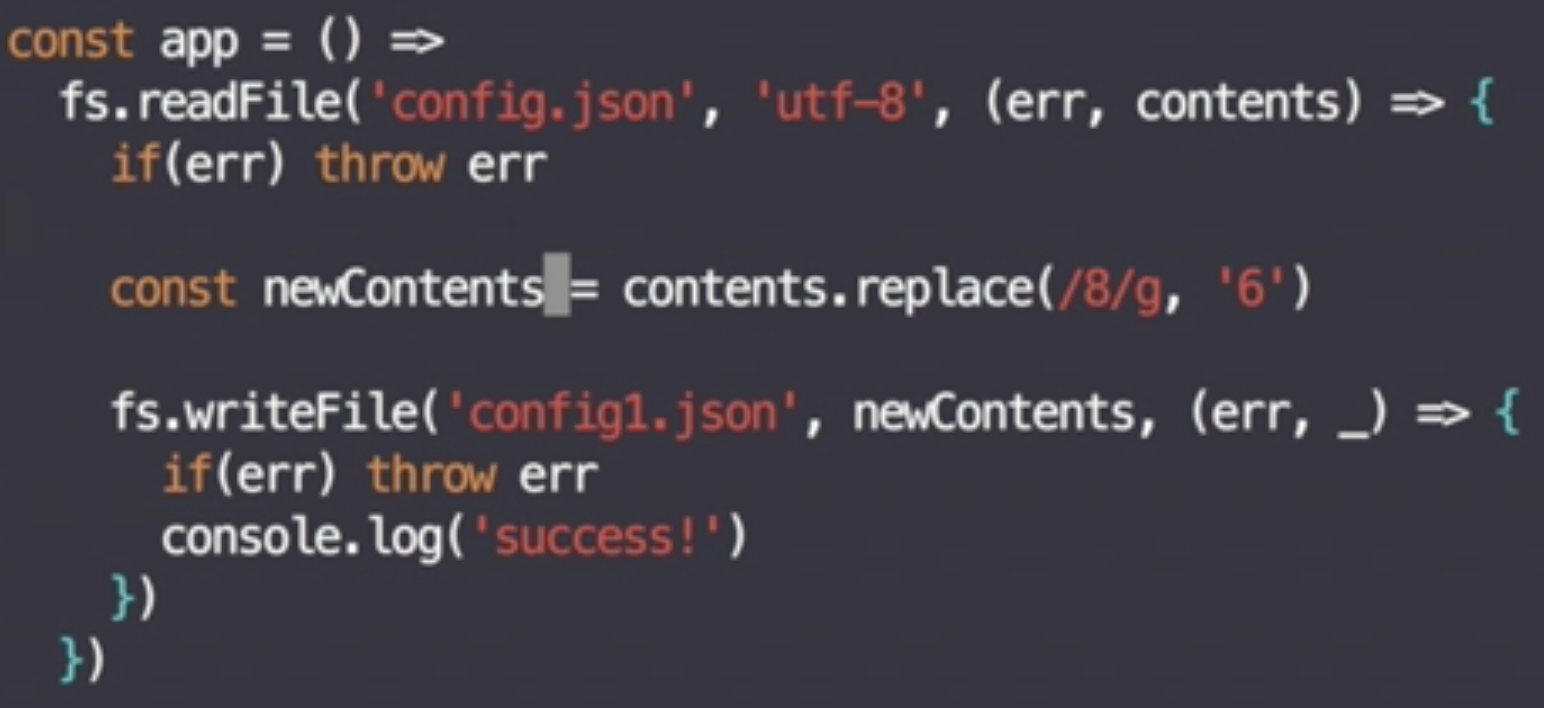 const app = () =>
fs.readFile('config.json', 'utf-8', (err, contents) => {
if(err) throw err
const newContents = contents.replace(/8/g, '6')
fs.writeFile('config1.json', newContents, (err, _) => {
if(err) throw err
console.log('success!')
})
})